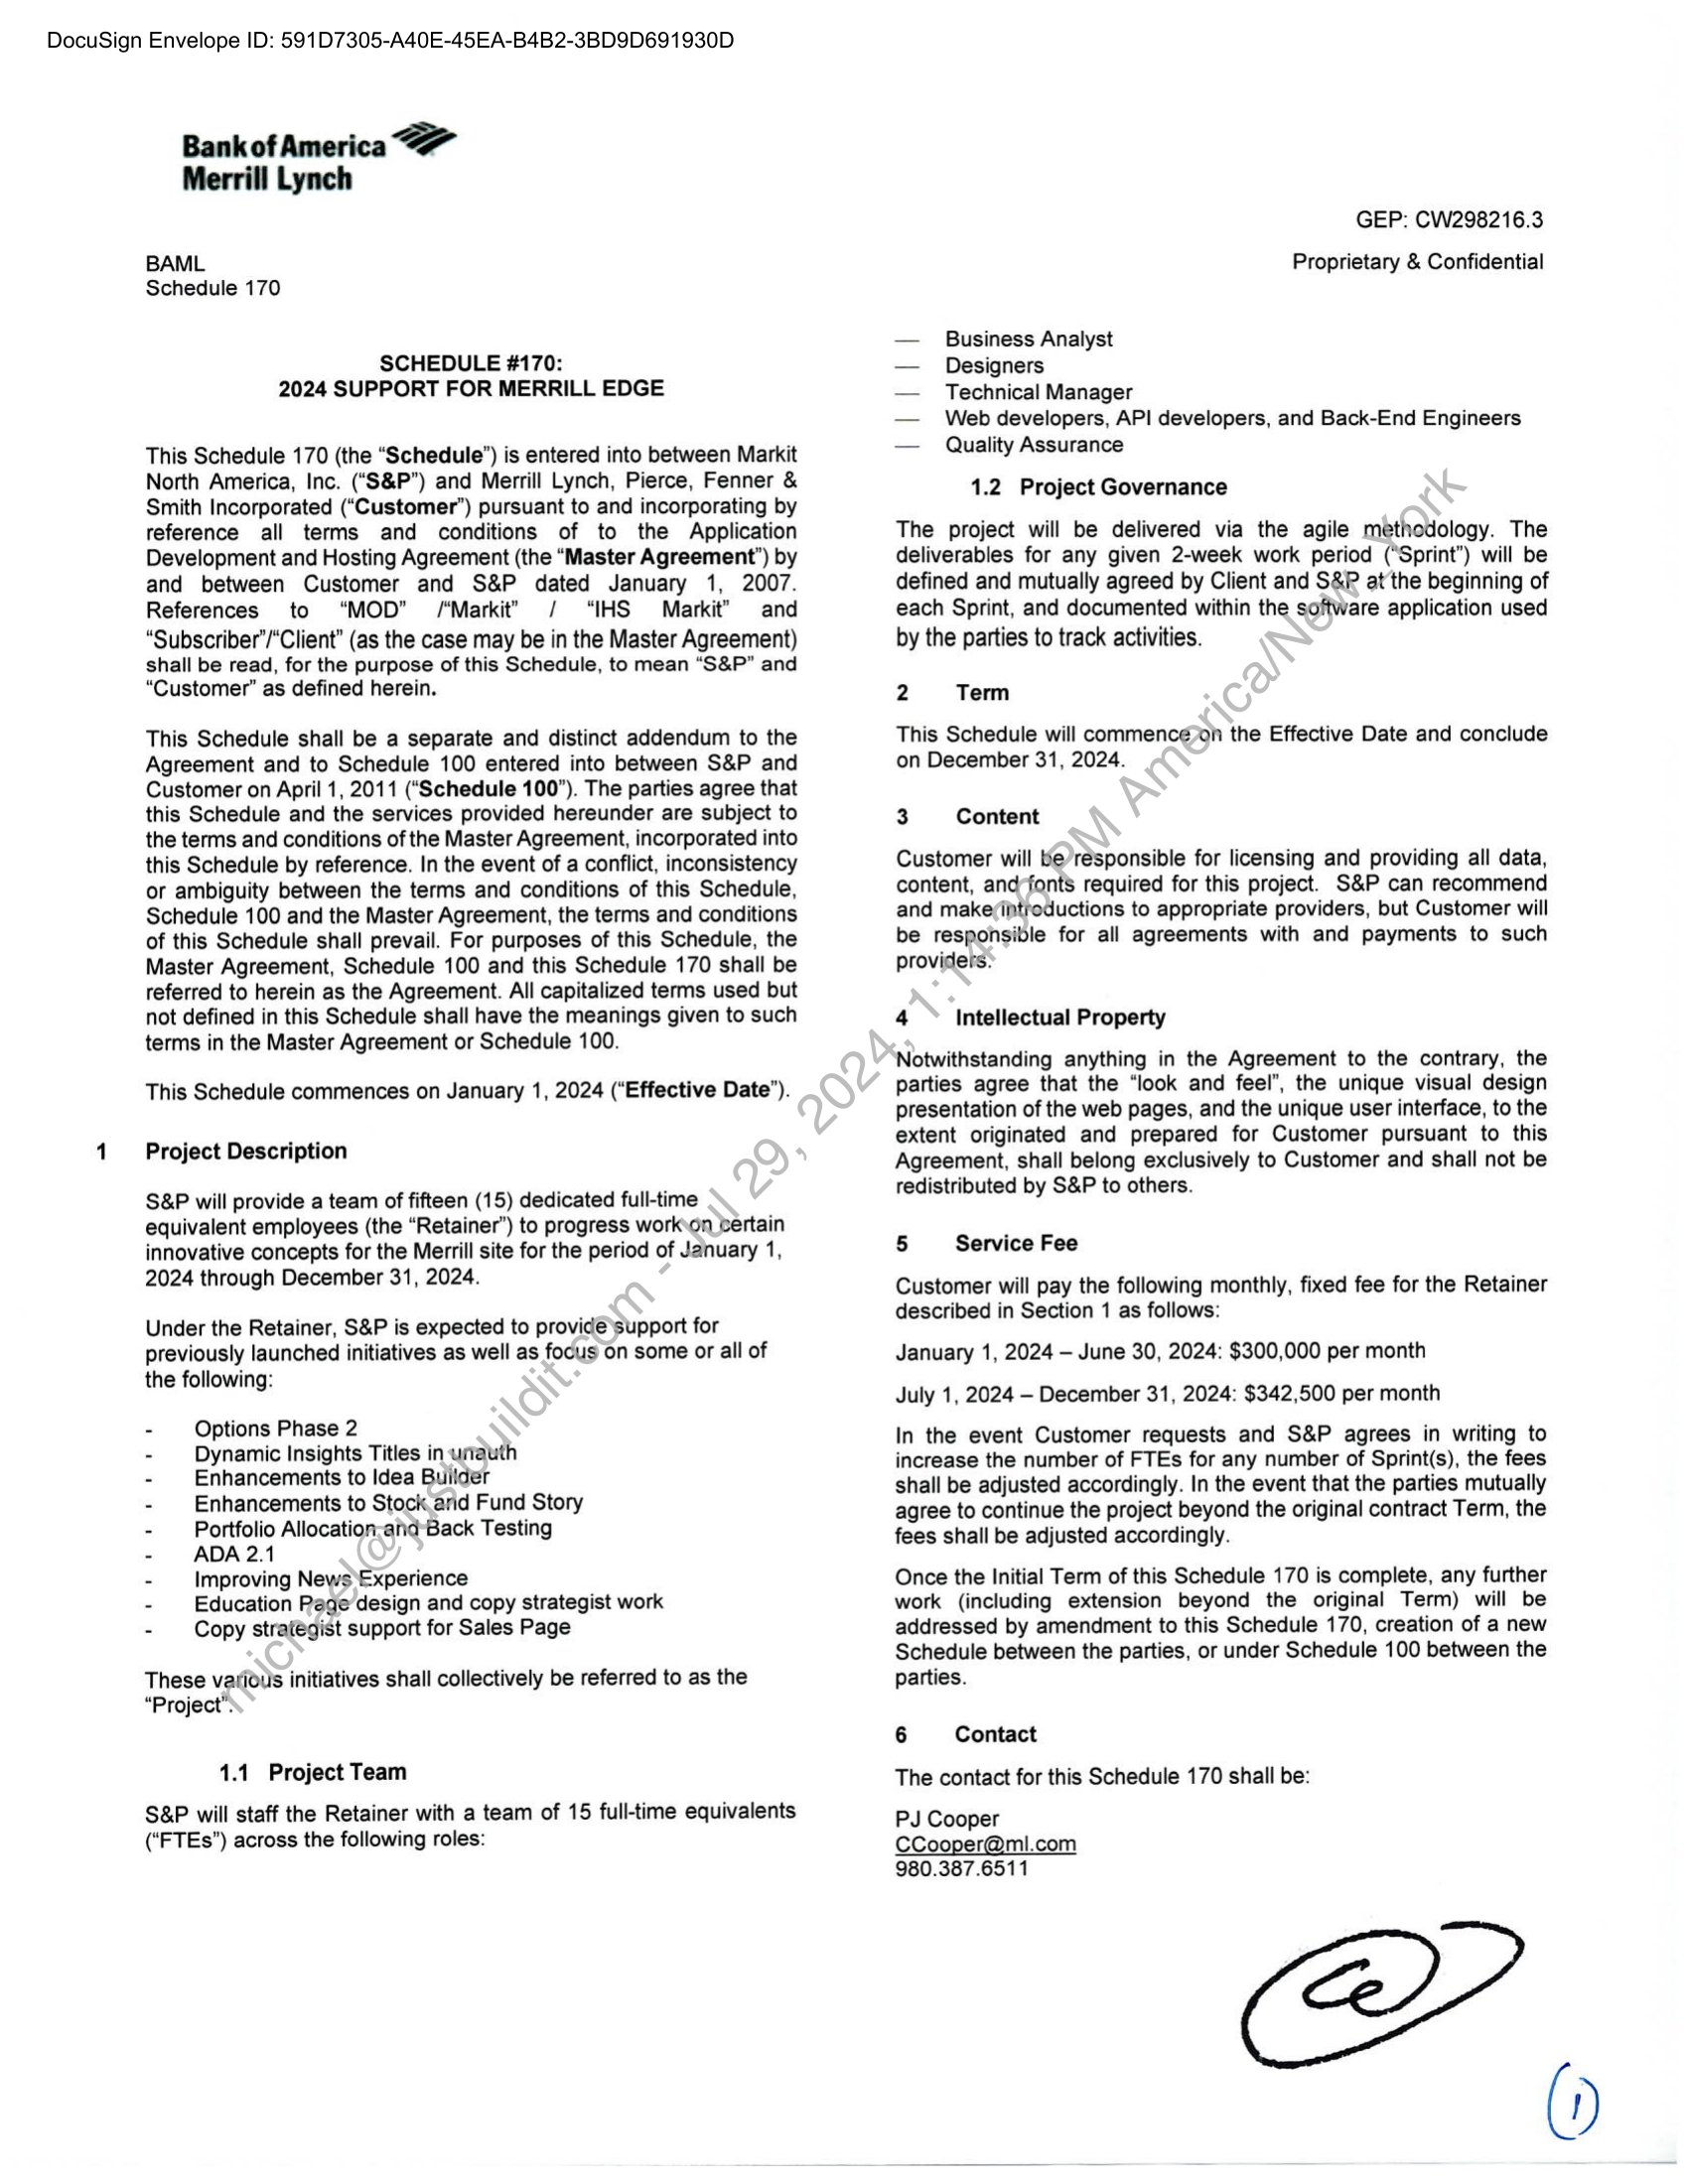 DocuSign Envelope ID: 591D7305-A40E-45EA-B4B2-3BD9D691930D
Bank of America
Merrill Lynch
GEP: CW298216.3
Proprietary & Confidential
BAML
Schedule 170
SCHEDULE #170:
2024 SUPPORT FOR MERRILL EDGE
This Schedule 170 (the “Schedule”) is entered into between Markit
North America, Inc. (“S&P”) and Merrill Lynch, Pierce, Fenner &
Smith Incorporated (“Customer”) pursuant to and incorporating by
reference all terms and conditions of to the Application
Development and Hosting Agreement (the “Master Agreement”) by
and between Customer and S&P dated January 1, 2007.
References to “MOD” /“Markit” / “IHS Markit” and
“Subscriber”/“Client” (as the case may be in the Master Agreement)
shall be read, for the purpose of this Schedule, to mean “S&P” and
“Customer” as defined herein.
This Schedule shall be a separate and distinct addendum to the
Agreement and to Schedule 100 entered into between S&P and
Customer on April 1, 2011 (“Schedule 100”). The parties agree that
this Schedule and the services provided hereunder are subject to
the terms and conditions of the Master Agreement, incorporated into
this Schedule by reference. In the event of a conflict, inconsistency
or ambiguity between the terms and conditions of this Schedule,
Schedule 100 and the Master Agreement, the terms and conditions
of this Schedule shall prevail. For purposes of this Schedule, the
Master Agreement, Schedule 100 and this Schedule 170 shall be
referred to herein as the Agreement. All capitalized terms used but
not defined in this Schedule shall have the meanings given to such
terms in the Master Agreement or Schedule 100.
This Schedule commences on January 1, 2024 (“Effective Date”).
1 Project Description
S&P will provide a team of fifteen (15) dedicated full-time
equivalent employees (the “Retainer”) to progress work on certain
innovative concepts for the Merrill site for the period of January 1,
2024 through December 31, 2024.
Under the Retainer, S&P is expected to provide support for
previously launched initiatives as well as focus on some or all of
the following:
- Options Phase 2
- Dynamic Insights Titles in unauth
- Enhancements to Idea Builder
- Enhancements to Stock and Fund Story
- Portfolio Allocation and Back Testing
- ADA 2.1
- Improving News Experience
- Education Page design and copy strategist work
- Copy strategist support for Sales Page
These various initiatives shall collectively be referred to as the
“Project”.
1.1 Project Team
S&P will staff the Retainer with a team of 15 full-time equivalents
(“FTEs”) across the following roles:
— Business Analyst
— Designers
— Technical Manager
— Web developers, API developers, and Back-End Engineers
— Quality Assurance
1.2 Project Governance
The project will be delivered via the agile methodology. The
deliverables for any given 2-week work period (“Sprint”) will be
defined and mutually agreed by Client and S&P at the beginning of
each Sprint, and documented within the software application used
by the parties to track activities.
2 Term
This Schedule will commence on the Effective Date and conclude
on December 31, 2024.
3 Content
Customer will be responsible for licensing and providing all data,
content, and fonts required for this project. S&P can recommend
and make introductions to appropriate providers, but Customer will
be responsible for all agreements with and payments to such
providers.
4 Intellectual Property
Notwithstanding anything in the Agreement to the contrary, the
parties agree that the “look and feel”, the unique visual design
presentation of the web pages, and the unique user interface, to the
extent originated and prepared for Customer pursuant to this
Agreement, shall belong exclusively to Customer and shall not be
redistributed by S&P to others.
5 Service Fee
Customer will pay the following monthly, fixed fee for the Retainer
described in Section 1 as follows:
January 1, 2024 – June 30, 2024: $300,000 per month
July 1, 2024 – December 31, 2024: $342,500 per month
In the event Customer requests and S&P agrees in writing to
increase the number of FTEs for any number of Sprint(s), the fees
shall be adjusted accordingly. In the event that the parties mutually
agree to continue the project beyond the original contract Term, the
fees shall be adjusted accordingly.
Once the Initial Term of this Schedule 170 is complete, any further
work (including extension beyond the original Term) will be
addressed by amendment to this Schedule 170, creation of a new
Schedule between the parties, or under Schedule 100 between the
parties.
6 Contact
The contact for this Schedule 170 shall be:
PJ Cooper
CCooper@ml.com
980.387.6511
1
michael@justbuildit.com - Jul 29, 2024, 1:14:36 PM America/New_York